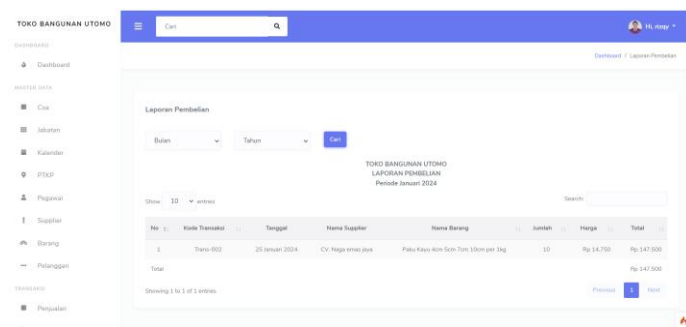 TOKO BANGUNAN UTOMO
Cari
Hi, rizqy
DASHBOARD
Dashboard
Dashboard / Laporan Pembelian
MASTER DATA
Coa
Jabatan
Kalender
PTKP
Pegawai
Supplier
Barang
Pelanggan
TRANSAKSI
Penjualan
Laporan Pembelian
Bulan Tahun Cari
TOKO BANGUNAN UTOMO
LAPORAN PEMBELIAN
Periode Januari 2024
Show 10 entries Search:
No Kode Transaksi Tanggal Nama Supplier Nama Barang Jumlah Harga Total
1 Trans-002 25 Januari 2024 CV. Naga emas jaya Paku Kayu 4cm 5cm 7cm 10cm per 1kg 10 Rp. 14.750 Rp. 147.500
Total Rp. 147.500
Showing 1 to 1 of 1 entries Previous 1 Next